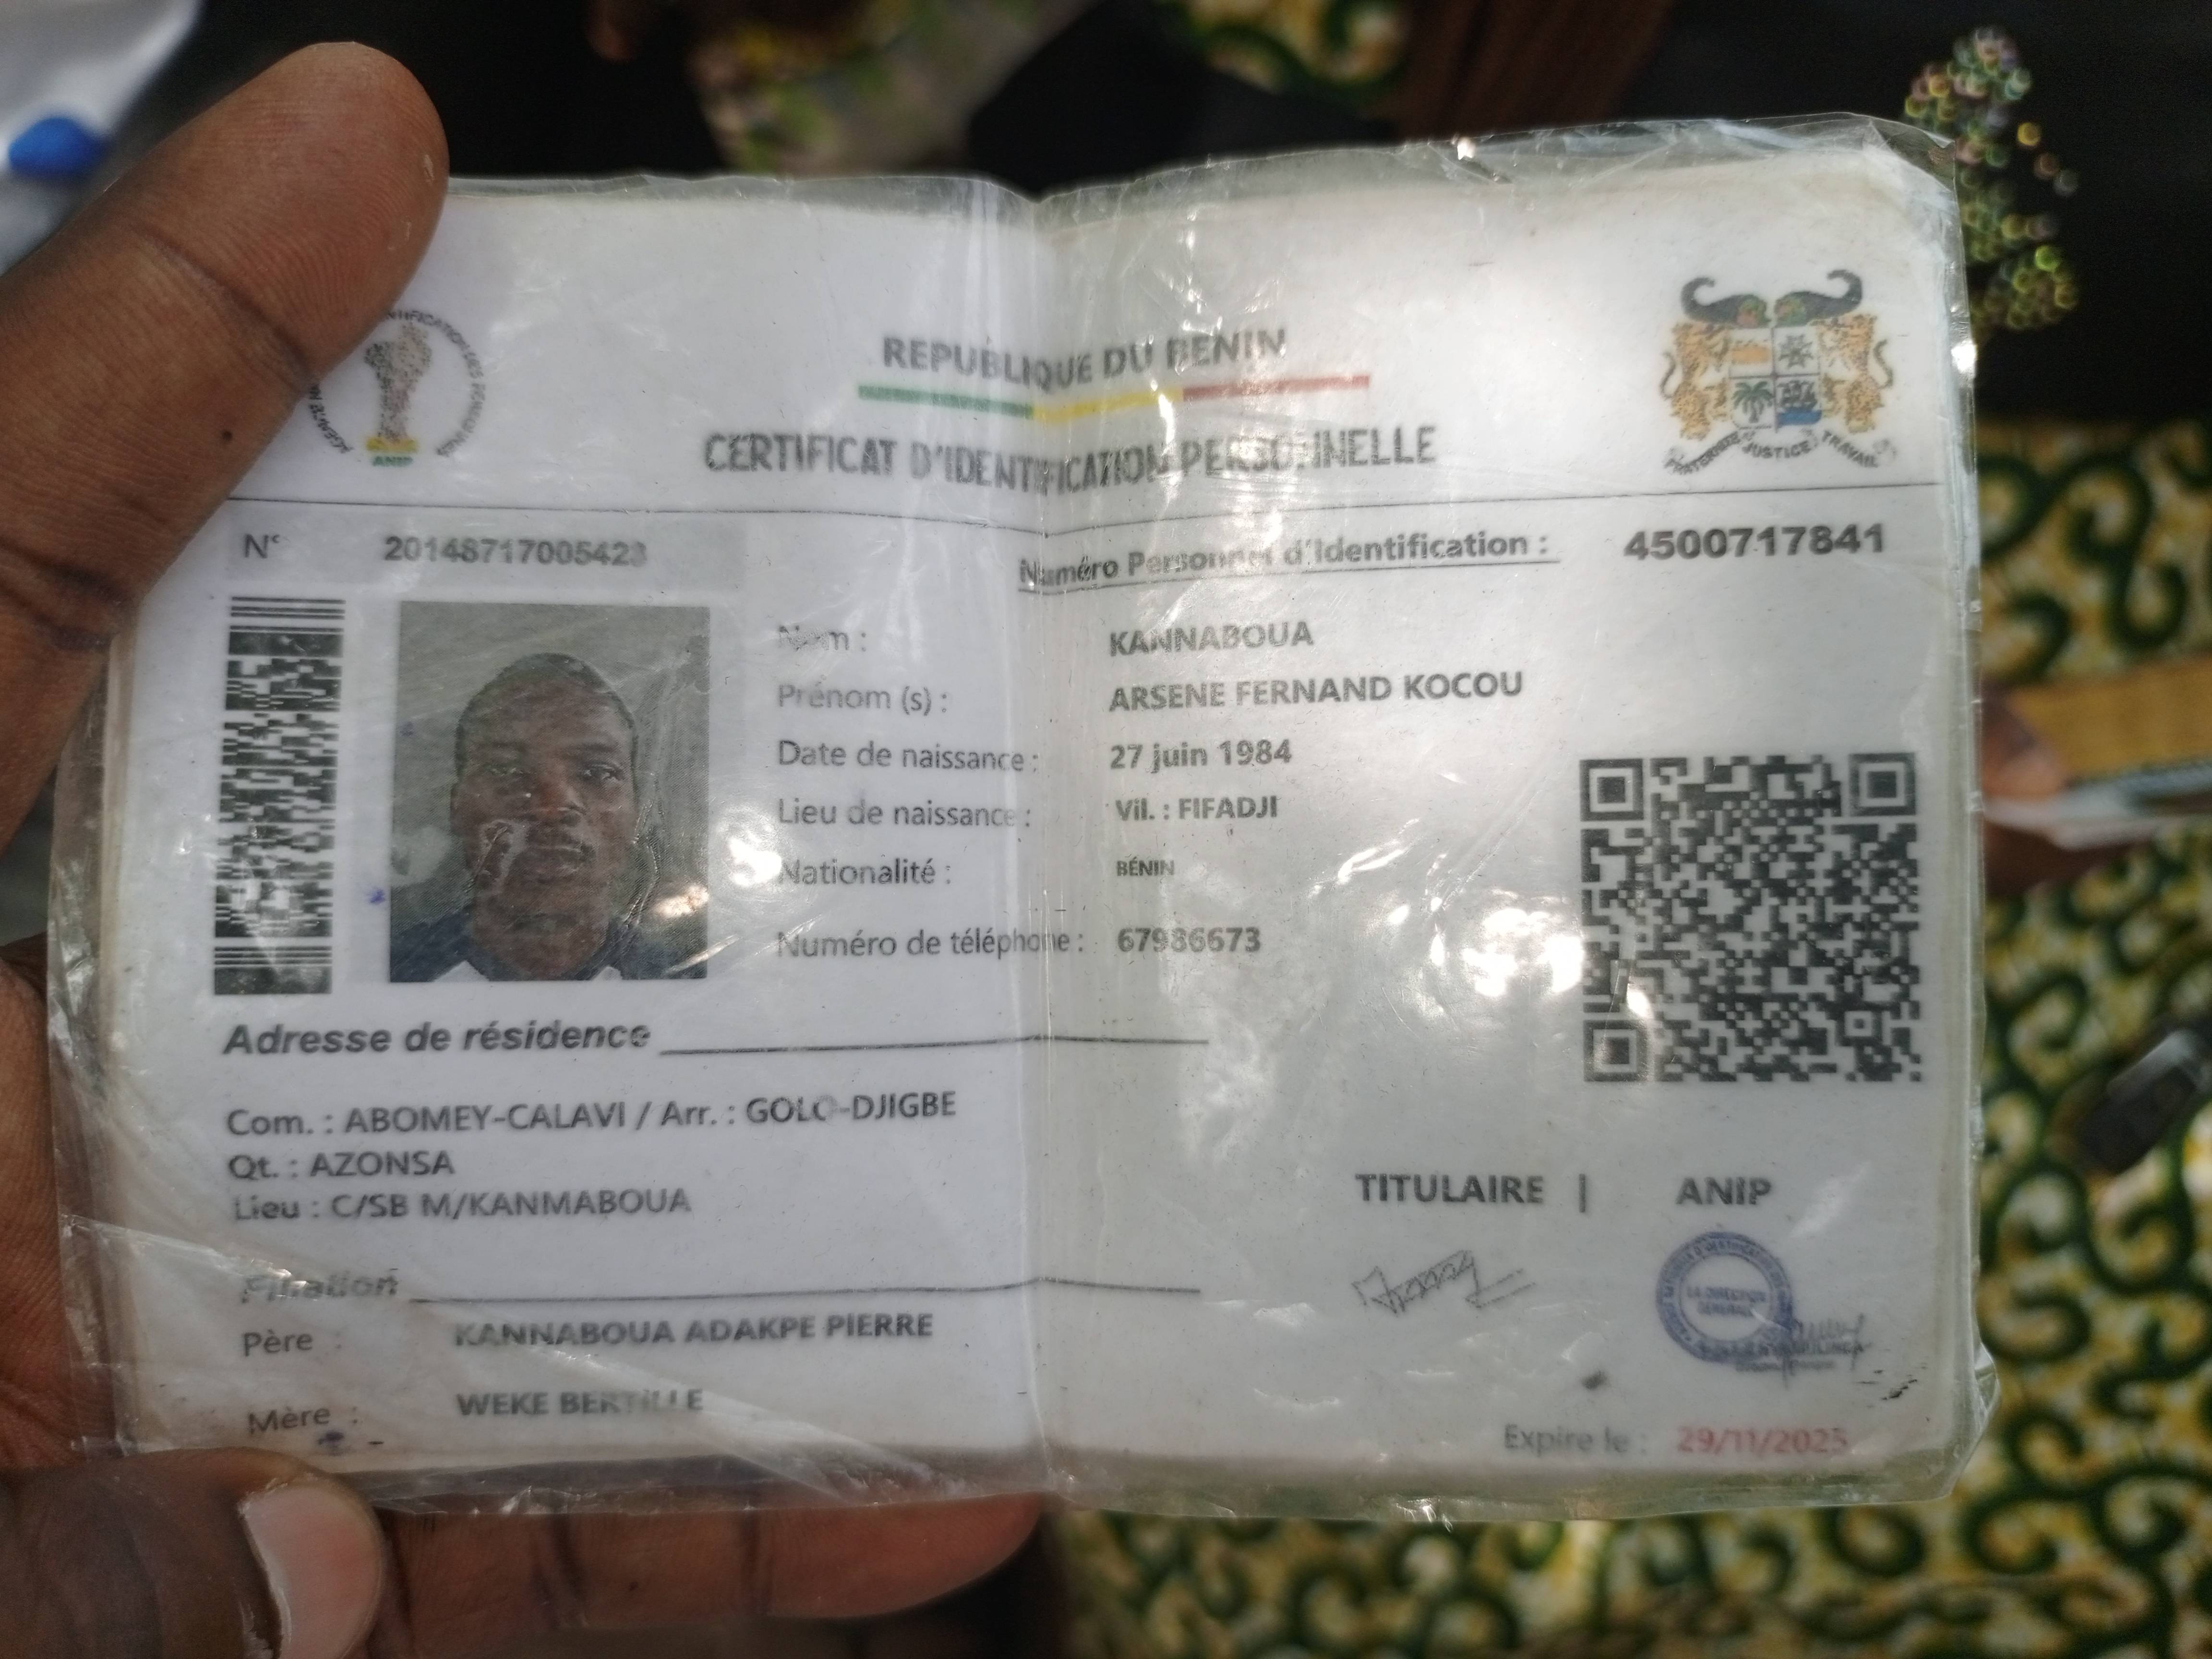 REPUBLIQUE DU BENIN
CERTIFICAT D'IDENTIFICATION PERSONNELLE
ANIP
FRATERNITE JUSTICE TRAVAIL
N° 20148717005423
Numéro Personnel d'Identification : 4500717841
Nom : KANNABOUA
Prénom (s) : ARSENE FERNAND KOCOU
Date de naissance : 27 juin 1984
Lieu de naissance : Vil. : FIFADJI
Nationalité : BÉNIN
Numéro de téléphone : 67986673
Adresse de résidence
Com. : ABOMEY-CALAVI / Arr. : GOLO-DJIGBE
Qt. : AZONSA
Lieu : C/SB M/KANMABOUA
TITULAIRE | ANIP
LA DIRECTION
GENERALE
Filiation
Père : KANNABOUA ADAKPE PIERRE
Mère : WEKE BERTILLE
Expire le : 29/11/2025